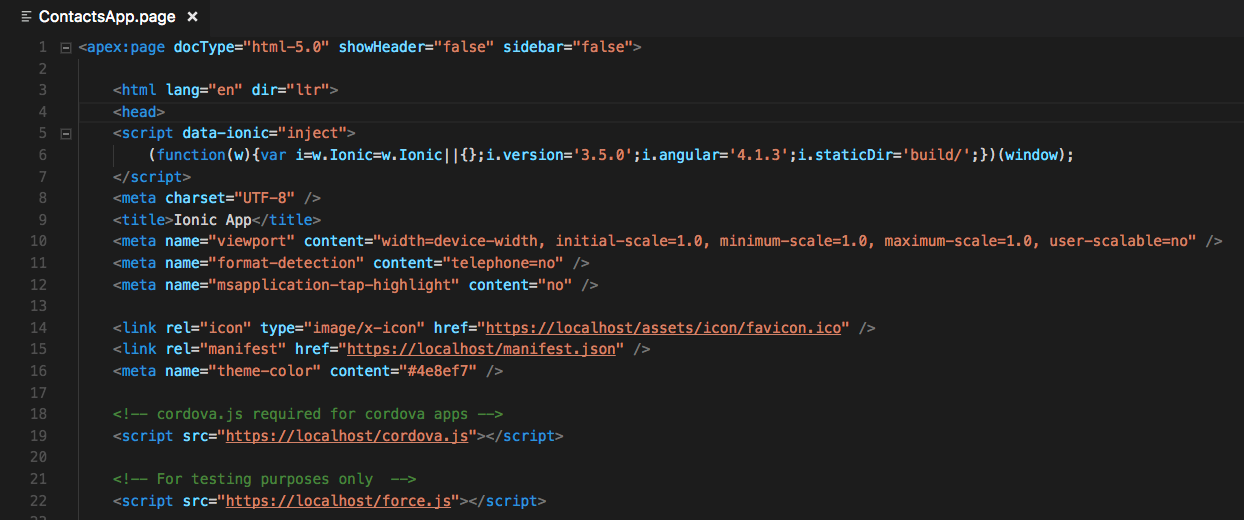 ContactsApp.page ×
1 <apex:page docType="html-5.0" showHeader="false" sidebar="false">
2
3 <html lang="en" dir="ltr">
4 <head>
5 <script data-ionic="inject">
6 (function(w){var i=w.Ionic=w.Ionic||{};i.version='3.5.0';i.angular='4.1.3';i.staticDir='build/';})(window);
7 </script>
8 <meta charset="UTF-8" />
9 <title>Ionic App</title>
10 <meta name="viewport" content="width=device-width, initial-scale=1.0, minimum-scale=1.0, maximum-scale=1.0, user-scalable=no" />
11 <meta name="format-detection" content="telephone=no" />
12 <meta name="msapplication-tap-highlight" content="no" />
13
14 <link rel="icon" type="image/x-icon" href="https://localhost/assets/icon/favicon.ico" />
15 <link rel="manifest" href="https://localhost/manifest.json" />
16 <meta name="theme-color" content="#4e8ef7" />
17
18 <!-- cordova.js required for cordova apps -->
19 <script src="https://localhost/cordova.js"></script>
20
21 <!-- For testing purposes only  -->
22 <script src="https://localhost/force.js"></script>